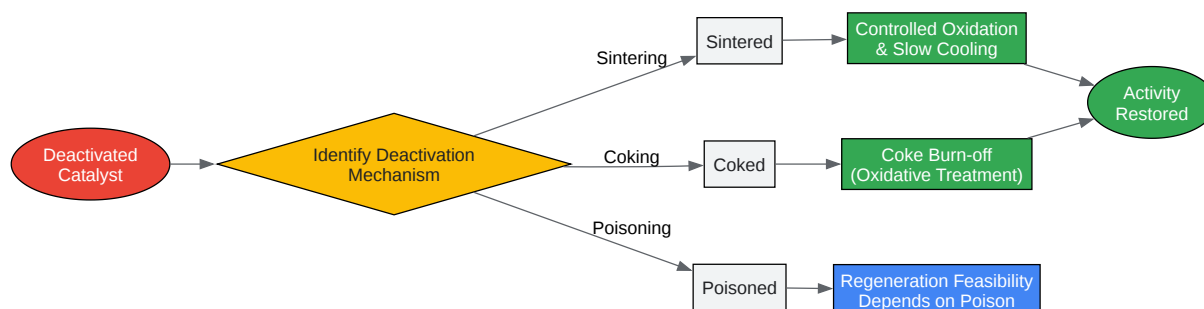 Deactivated
Catalyst
Identify Deactivation
Mechanism
Sintering
Sintered
Controlled Oxidation
& Slow Cooling
Coking
Coked
Coke Burn-off
(Oxidative Treatment)
Activity
Restored
Poisoning
Poisoned
Regeneration Feasibility
Depends on Poison